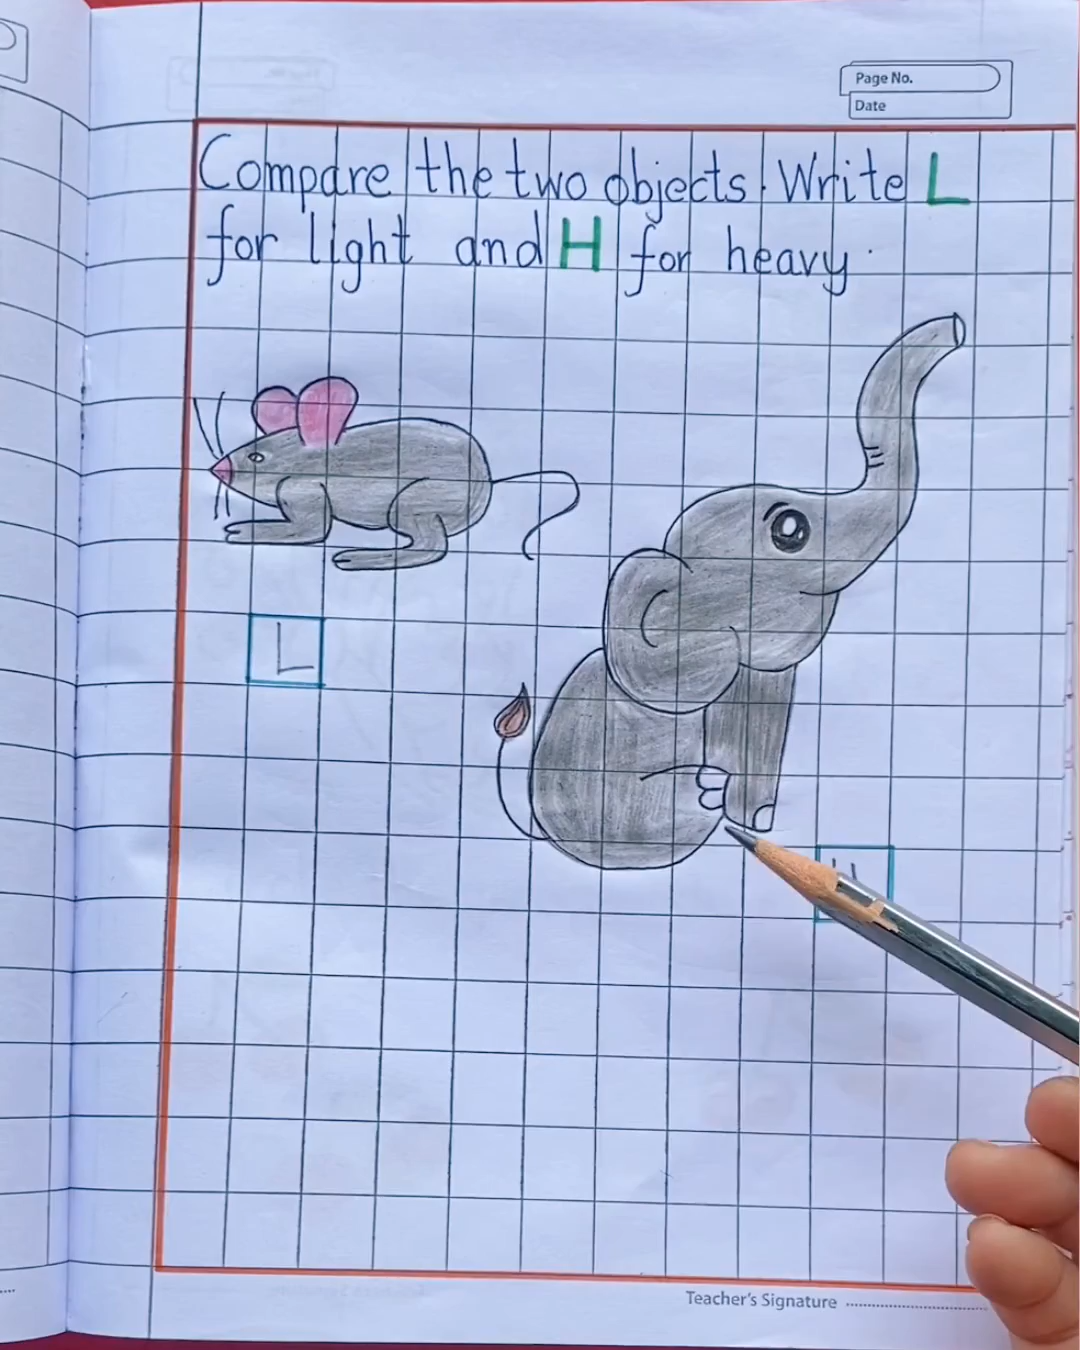 Page No.
Date
Compare the two objects. Write L
for light and H for heavy.
L
Teacher's Signature